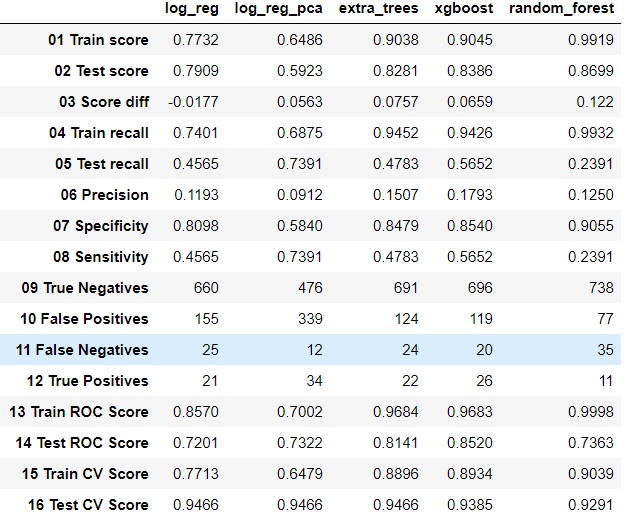 log_reg log_reg_pca extra_trees xgboost random_forest
01 Train score 0.7732 0.6486 0.9038 0.9045 0.9919
02 Test score 0.7909 0.5923 0.8281 0.8386 0.8699
03 Score diff -0.0177 0.0563 0.0757 0.0659 0.122
04 Train recall 0.7401 0.6875 0.9452 0.9426 0.9932
05 Test recall 0.4565 0.7391 0.4783 0.5652 0.2391
06 Precision 0.1193 0.0912 0.1507 0.1793 0.1250
07 Specificity 0.8098 0.5840 0.8479 0.8540 0.9055
08 Sensitivity 0.4565 0.7391 0.4783 0.5652 0.2391
09 True Negatives 660 476 691 696 738
10 False Positives 155 339 124 119 77
11 False Negatives 25 12 24 20 35
12 True Positives 21 34 22 26 11
13 Train ROC Score 0.8570 0.7002 0.9684 0.9683 0.9998
14 Test ROC Score 0.7201 0.7322 0.8141 0.8520 0.7363
15 Train CV Score 0.7713 0.6479 0.8896 0.8934 0.9039
16 Test CV Score 0.9466 0.9466 0.9466 0.9385 0.9291